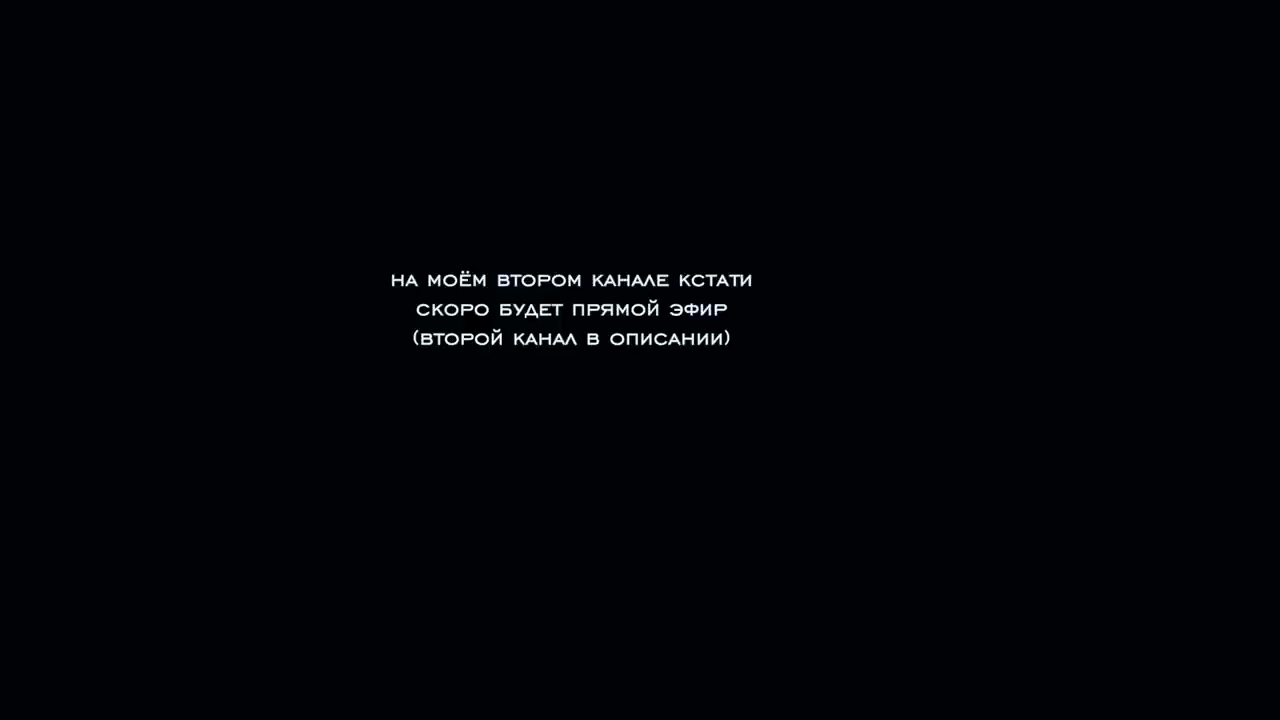 НА МОЁМ ВТОРОМ КАНАЛЕ КСТАТИ
СКОРО БУДЕТ ПРЯМОЙ ЭФИР
(ВТОРОЙ КАНАЛ В ОПИСАНИИ)